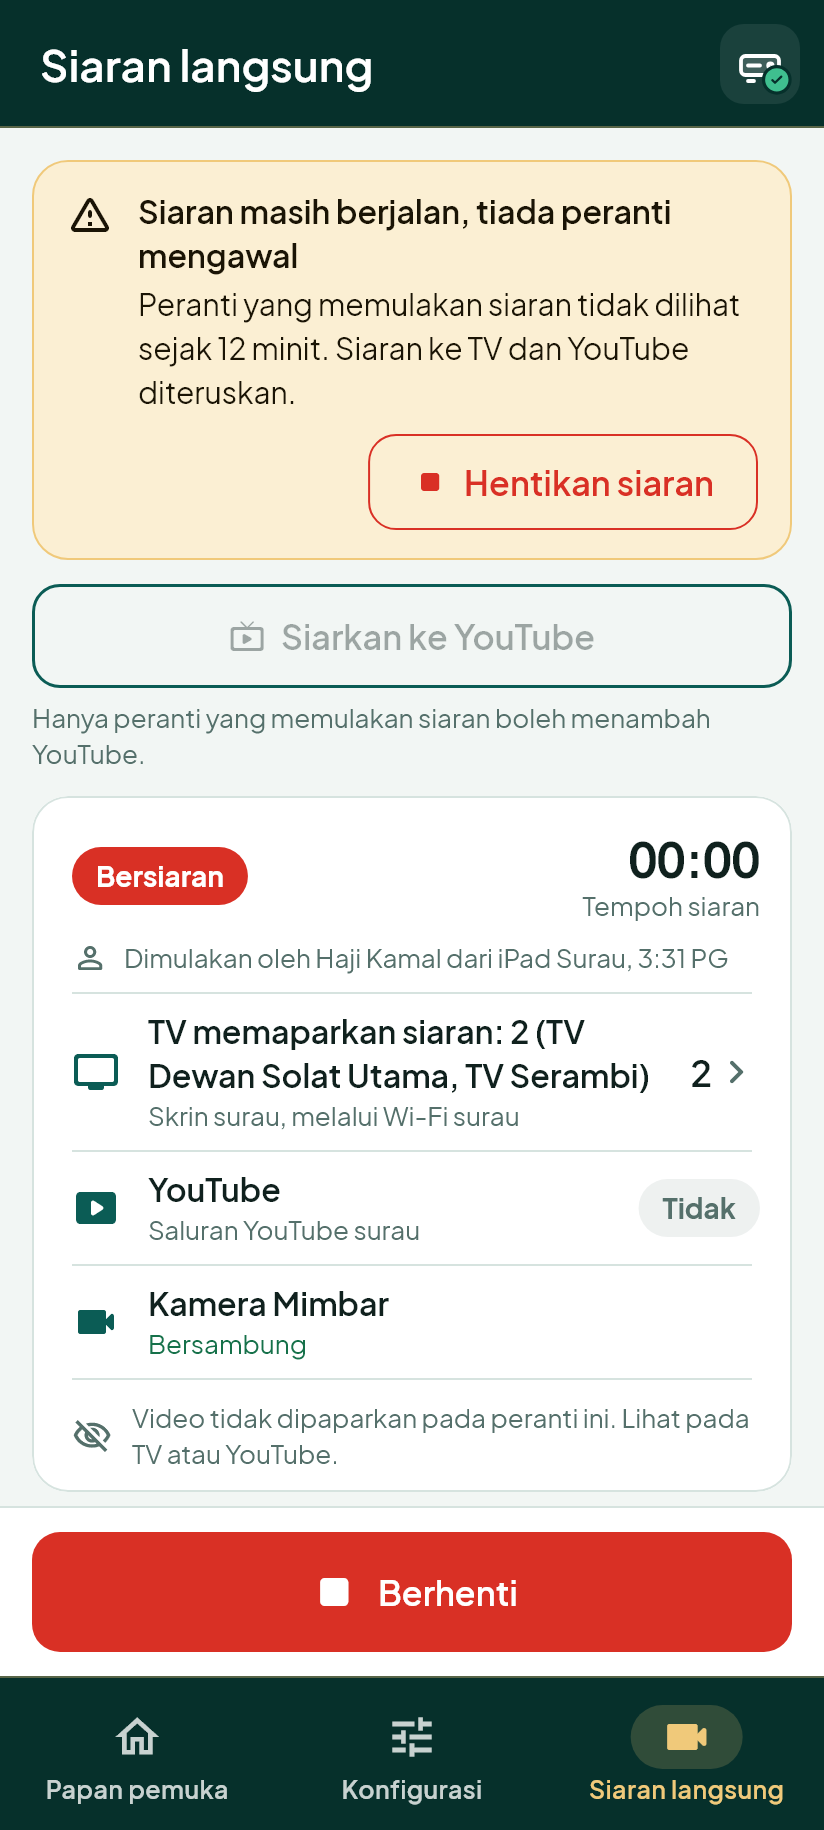 Siaran langsung
Siaran masih berjalan, tiada peranti
mengawal
Peranti yang memulakan siaran tidak dilihat
sejak 12 minit. Siaran ke TV dan YouTube
diteruskan.
Hentikan siaran
Siarkan ke YouTube
Hanya peranti yang memulakan siaran boleh menambah
YouTube.
Bersiaran
00:00
Tempoh siaran
Dimulakan oleh Haji Kamal dari iPad Surau, 3:31 PG
TV memaparkan siaran: 2 (TV
Dewan Solat Utama, TV Serambi)
2
Skrin surau, melalui Wi-Fi surau
YouTube
Saluran YouTube surau
Tidak
Kamera Mimbar
Bersambung
Video tidak dipaparkan pada peranti ini. Lihat pada
TV atau YouTube.
Berhenti
Papan pemuka
Konfigurasi
Siaran langsung